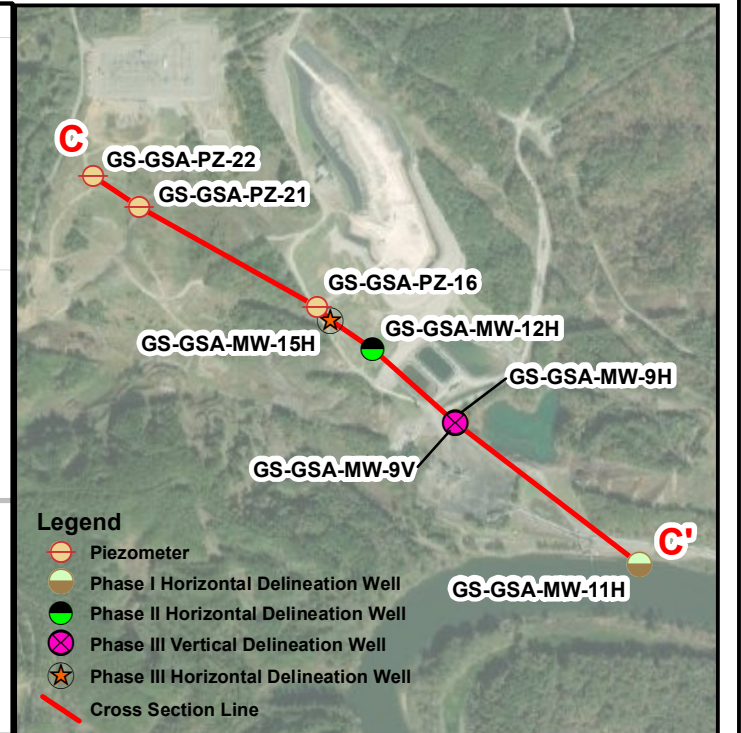 C
GS-GSA-PZ-22
GS-GSA-PZ-21
GS-GSA-PZ-16
GS-GSA-MW-12H
GS-GSA-MW-15H
GS-GSA-MW-9H
GS-GSA-MW-9V
C'
GS-GSA-MW-11H
Legend
Piezometer
Phase I Horizontal Delineation Well
Phase II Horizontal Delineation Well
Phase III Vertical Delineation Well
Phase III Horizontal Delineation Well
Cross Section Line